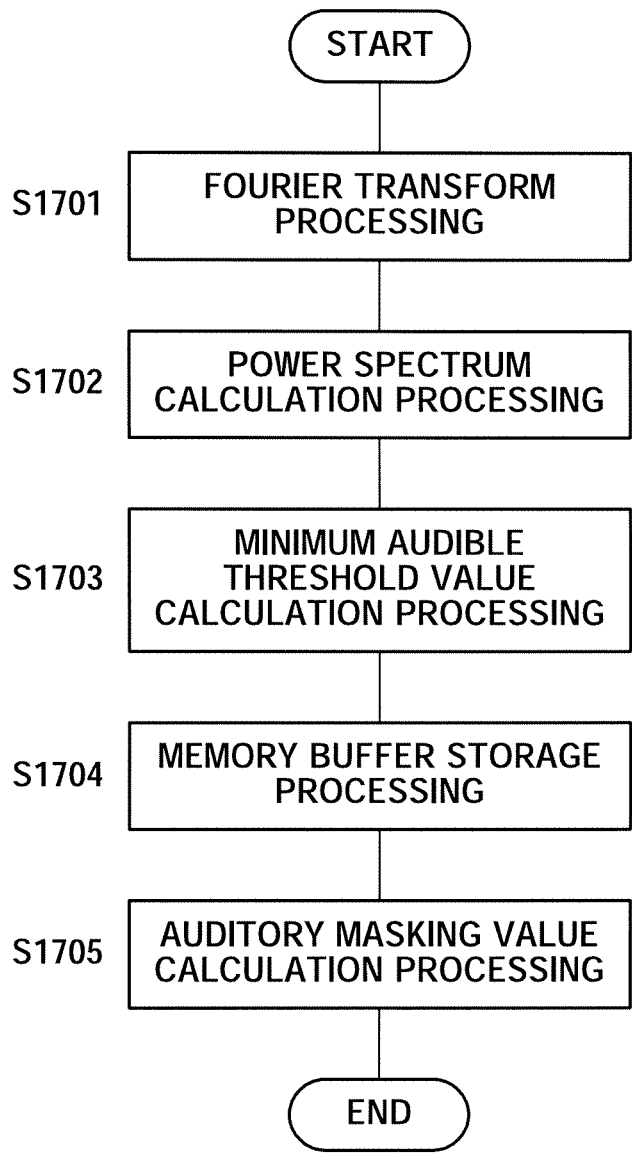 START
S1701
FOURIER TRANSFORM
PROCESSING
S1702
POWER SPECTRUM
CALCULATION PROCESSING
S1703
MINIMUM AUDIBLE
THRESHOLD VALUE
CALCULATION PROCESSING
S1704
MEMORY BUFFER STORAGE
PROCESSING
S1705
AUDITORY MASKING VALUE
CALCULATION PROCESSING
END